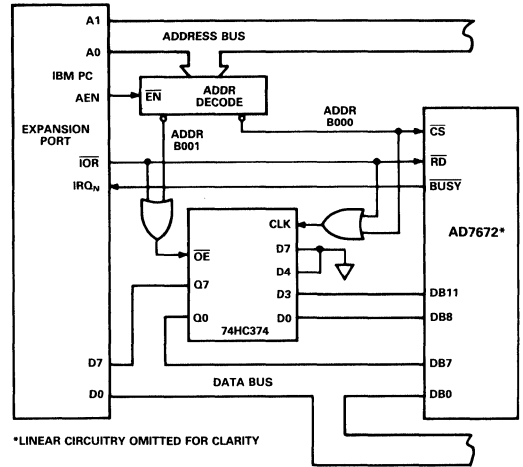 A1
A0
ADDRESS BUS
IBM PC
AEN
EXPANSION
PORT
IOR
IRQN
D7
D0
EN
ADDR
DECODE
ADDR
B001
ADDR
B000
CS
RD
BUSY
AD7672*
DB11
DB8
DB7
DB0
CLK
D7
D4
D3
D0
OE
Q7
Q0
74HC374
DATA BUS
*LINEAR CIRCUITRY OMITTED FOR CLARITY